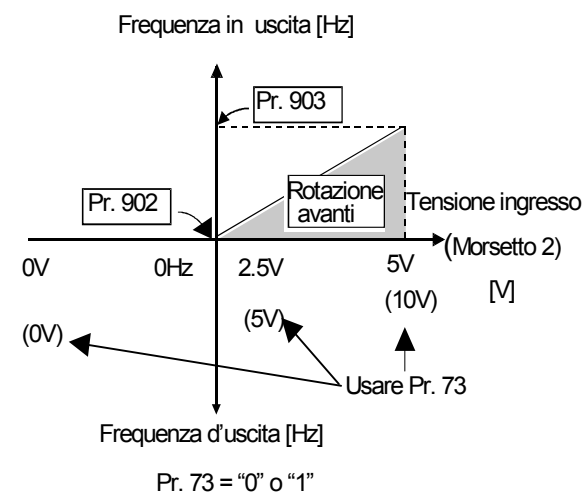 Frequenza in uscita [Hz]
Pr. 903
Pr. 902
Rotazione
avanti
Tensione ingresso
(Morsetto 2)
[V]
0V
0Hz
2.5V
5V
(10V)
(0V)
(5V)
Usare Pr. 73
Frequenza d'uscita [Hz]
Pr. 73 = “0” o “1”